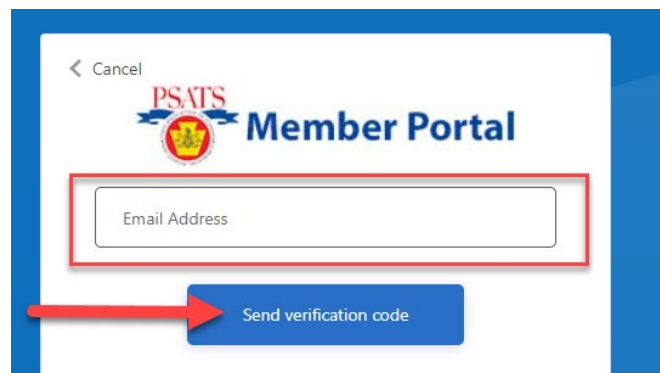 Cancel
PSATS
Member Portal
Email Address
Send verification code